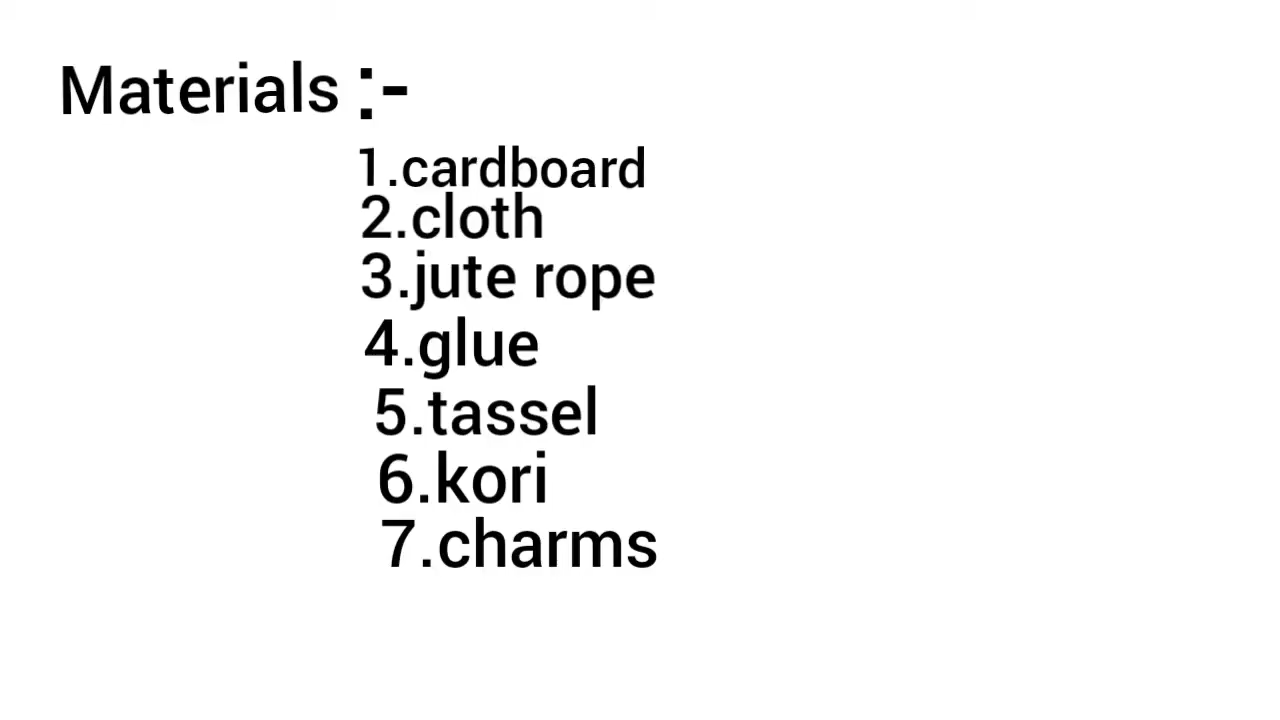 Materials :-
1.cardboard
2.cloth
3.jute rope
4.glue
5.tassel
6.kori
7.charms